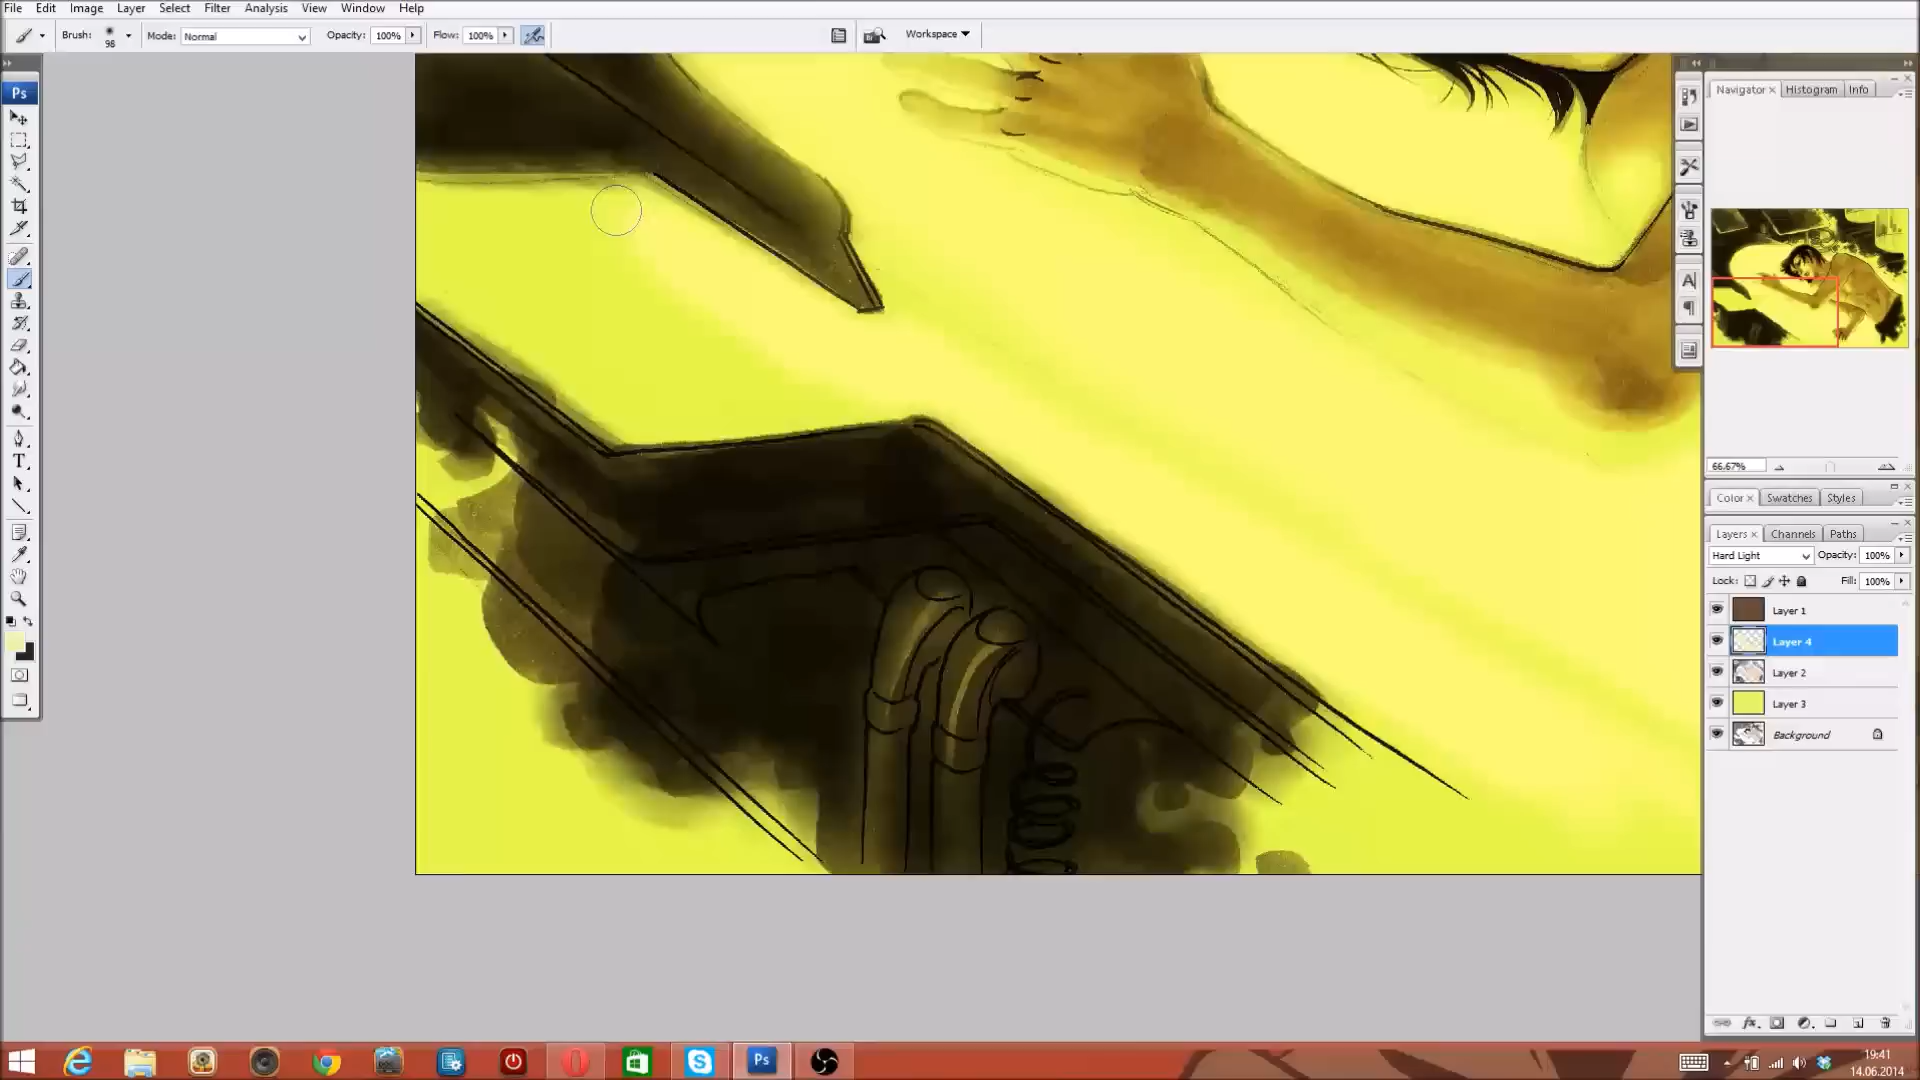 File Edit Image Layer Select Filter Analysis View Window Help
Brush: 98 Mode: Normal Opacity: 100% Flow: 100% Workspace
Ps
Navigator Histogram Info
66.67%
Color Swatches Styles
Layers Channels Paths
Hard Light Opacity: 100%
Lock: Fill: 100%
Layer 1
Layer 4
Layer 2
Layer 3
Background
T
A
Ps
19:41
14.06.2014